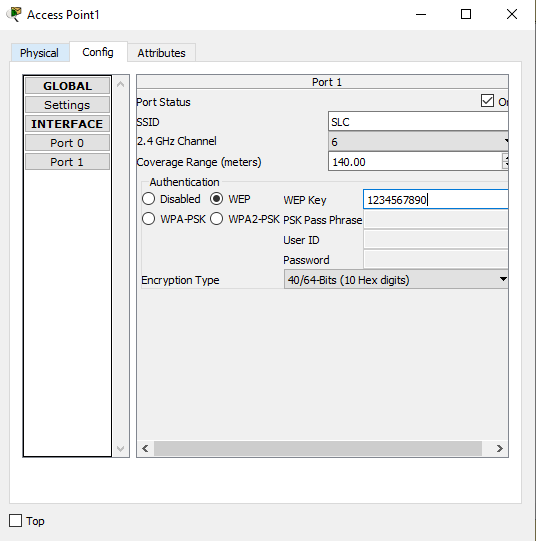 Access Point1
Physical Config Attributes
GLOBAL
Settings
INTERFACE
Port 0
Port 1
Port 1
Port Status
SSID SLC
2.4 GHz Channel 6
Coverage Range (meters) 140.00
Authentication
Disabled WEP WEP Key 1234567890
WPA-PSK WPA2-PSK PSK Pass Phrase
User ID
Password
Encryption Type 40/64-Bits (10 Hex digits)
Top